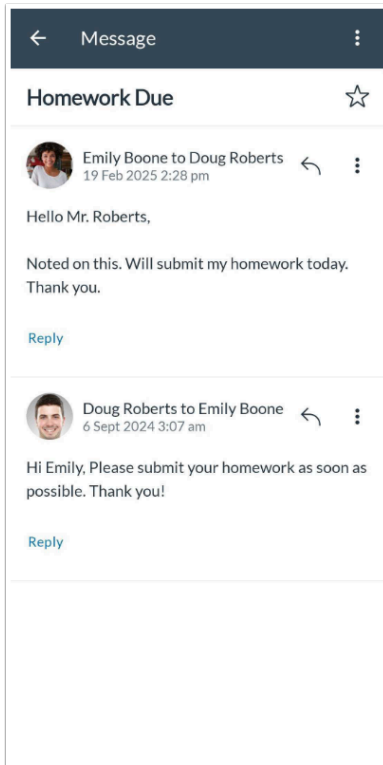 Message
Homework Due
Emily Boone to Doug Roberts
19 Feb 2025 2:28 pm
Hello Mr. Roberts,
Noted on this. Will submit my homework today.
Thank you.
Reply
Doug Roberts to Emily Boone
6 Sept 2024 3:07 am
Hi Emily, Please submit your homework as soon as
possible. Thank you!
Reply